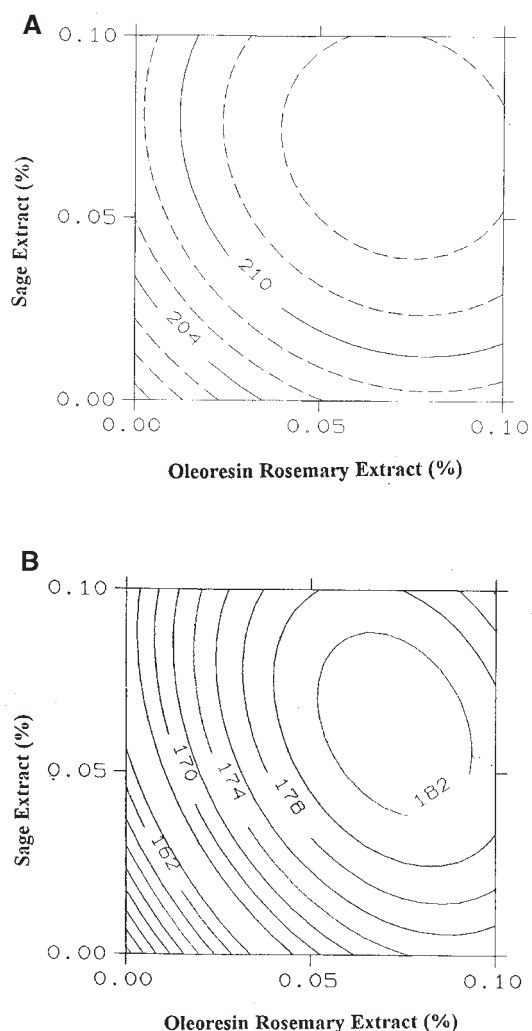 A
0.10
Sage Extract (%)
0.05
210
204
0.00
0.00 0.05 0.10
Oleoresin Rosemary Extract (%)
B
0.10
Sage Extract (%)
0.05
170
174
178
182
162
0.00
0.00 0.05 0.10
Oleoresin Rosemary Extract (%)